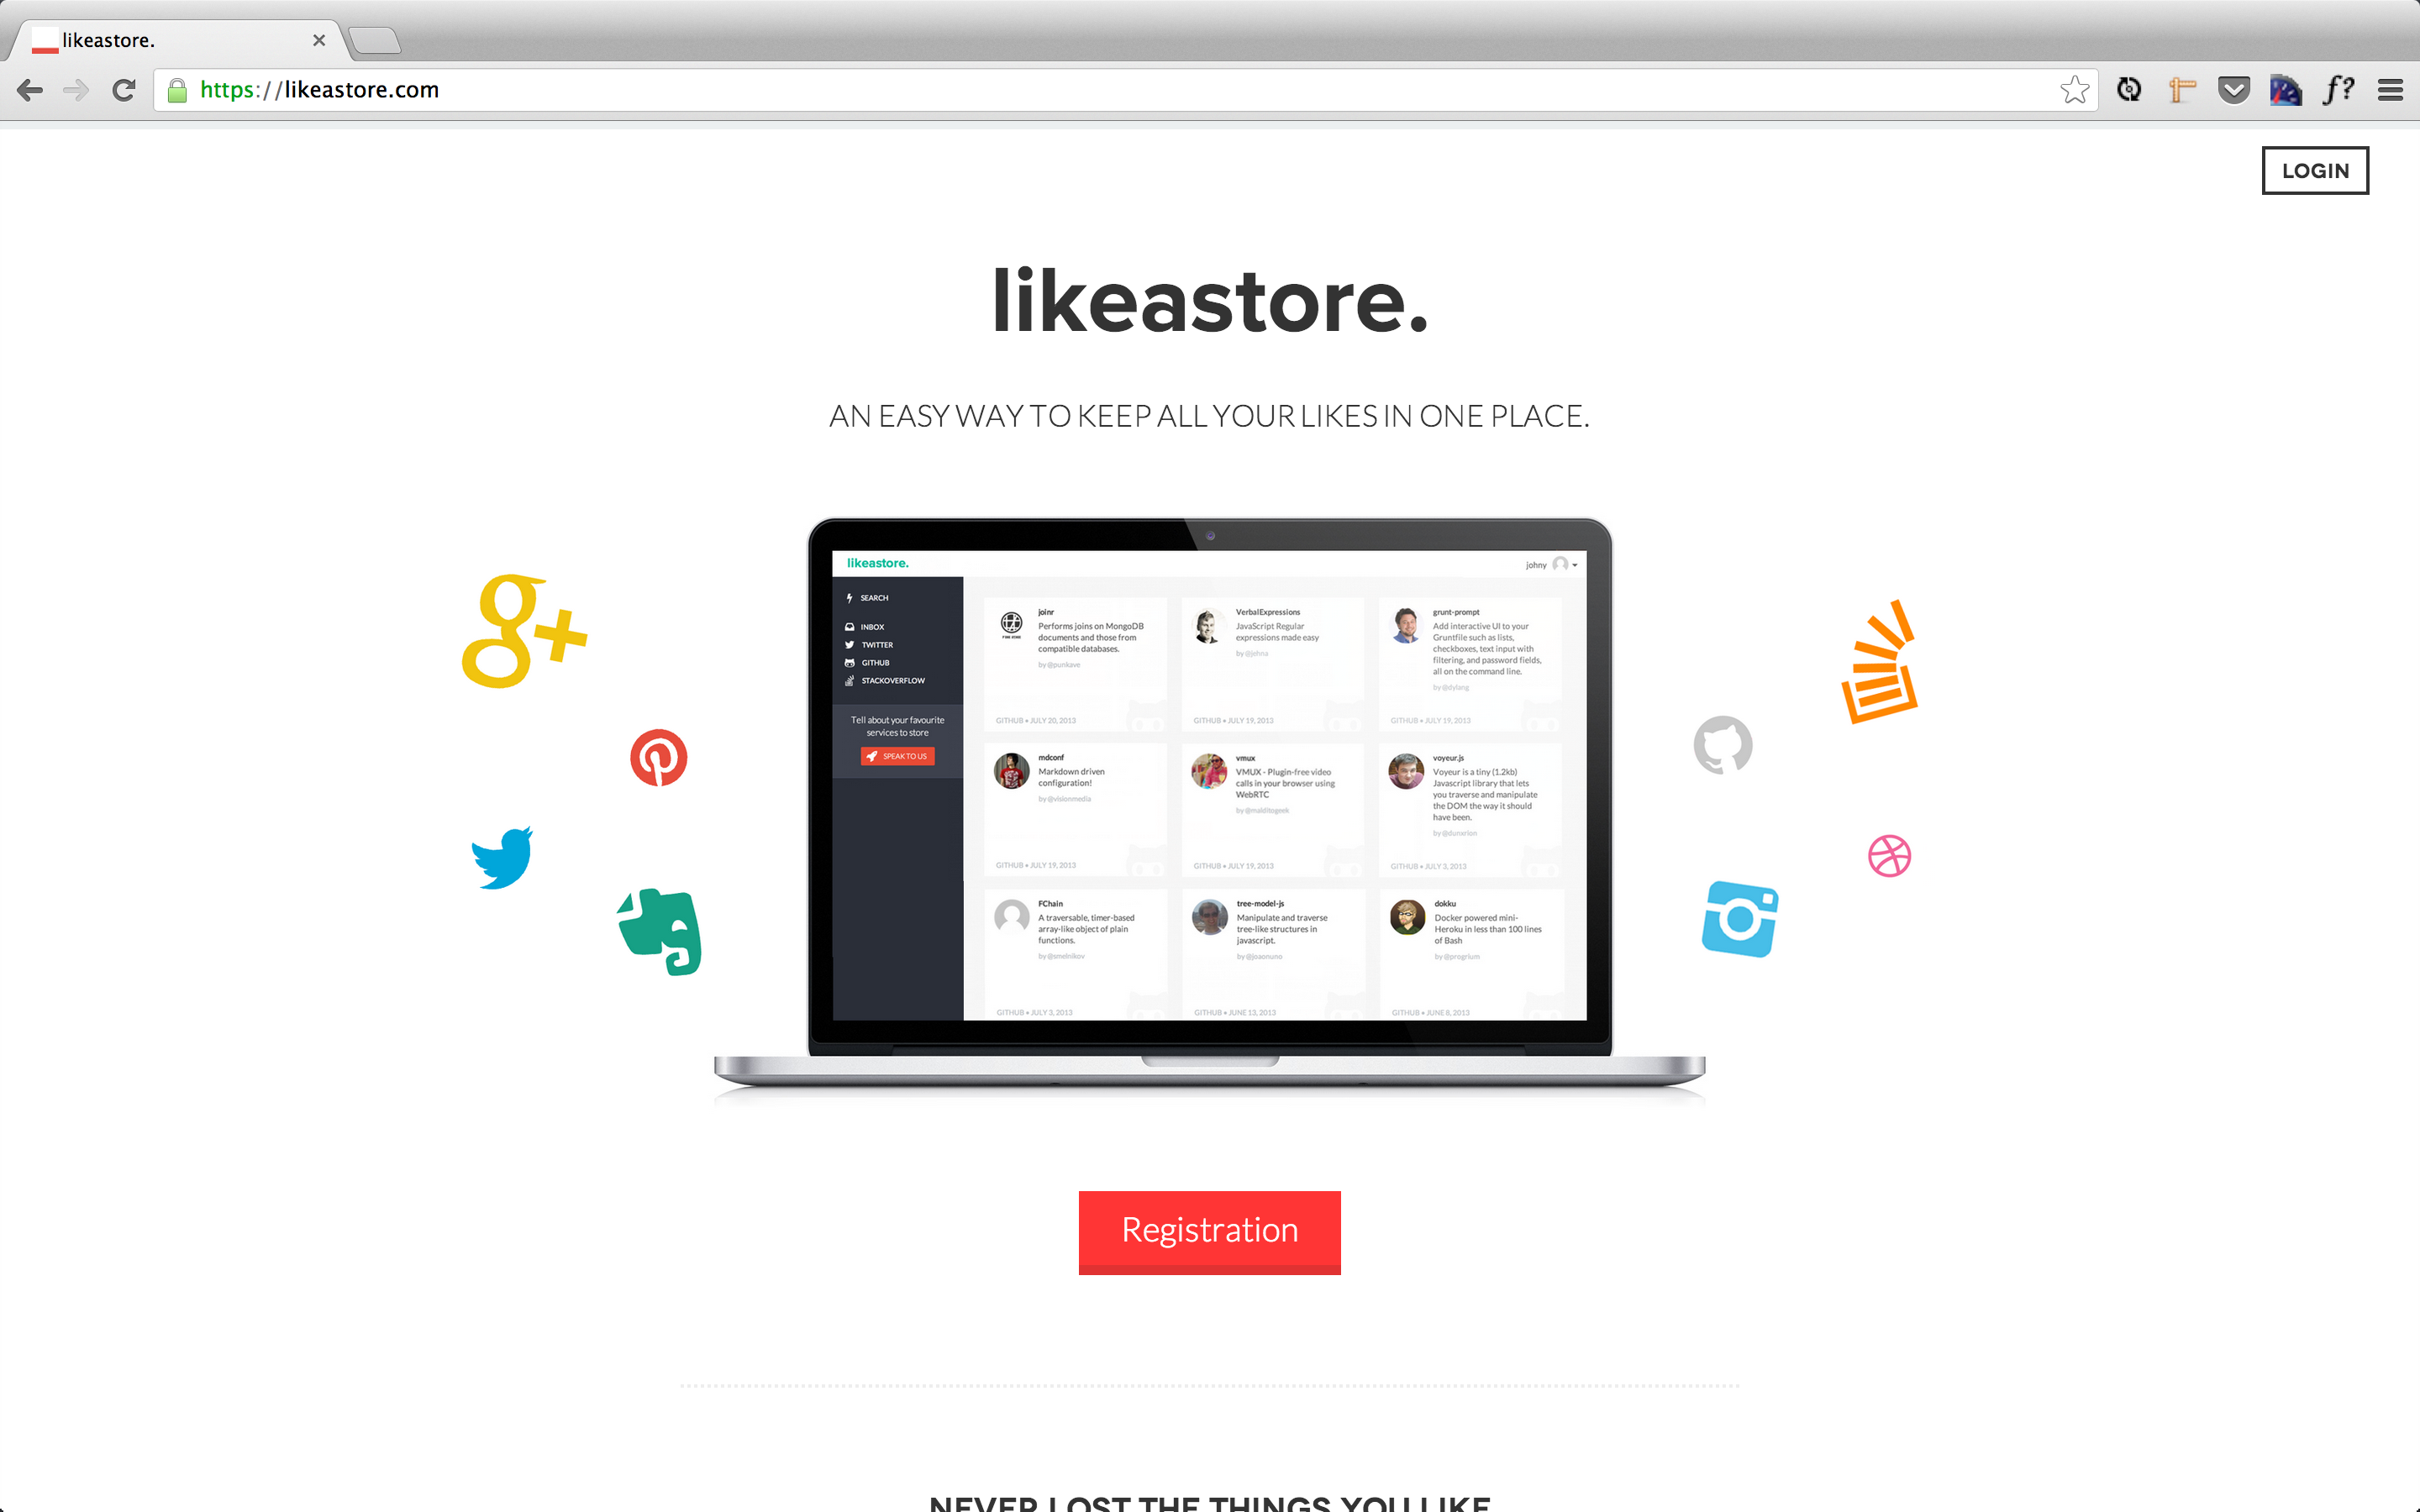 likeastore.
https://likeastore.com
f?
LOGIN
likeastore.
AN EASY WAY TO KEEP ALL YOUR LIKES IN ONE PLACE.
g+
likeastore.
johny
SEARCH
INBOX
TWITTER
GITHUB
STACKOVERFLOW
Tell about your favourite
services to store
SPEAK TO US
joinr
Performs joins on MongoDB
documents and those from
compatible databases.
by @punkave
GITHUB • JULY 20, 2013
VerbalExpressions
JavaScript Regular
expressions made easy
by @jehna
GITHUB • JULY 19, 2013
grunt-prompt
Add interactive UI to your
Gruntfile such as lists,
checkboxes, text input with
filtering, and password fields,
all on the command line.
by @dylang
GITHUB • JULY 19, 2013
mdconf
Markdown driven
configuration!
by @visionmedia
GITHUB • JULY 19, 2013
vmux
VMUX - Plugin-free video
calls in your browser using
WebRTC
by @malditogeek
GITHUB • JULY 19, 2013
voyeur.js
Voyeur is a tiny (1.2kb)
Javascript library that lets
you traverse and manipulate
the DOM the way it should
have been.
by @dunxrion
GITHUB • JULY 3, 2013
FChain
A traversable, timer-based
array-like object of plain
functions.
by @smelnikov
GITHUB • JULY 3, 2013
tree-model-js
Manipulate and traverse
tree-like structures in
javascript.
by @joaonuno
GITHUB • JUNE 13, 2013
dokku
Docker powered mini-
Heroku in less than 100 lines
of Bash
by @progrium
GITHUB • JUNE 8, 2013
Registration
NEVER LOST THE THINGS YOU LIKE